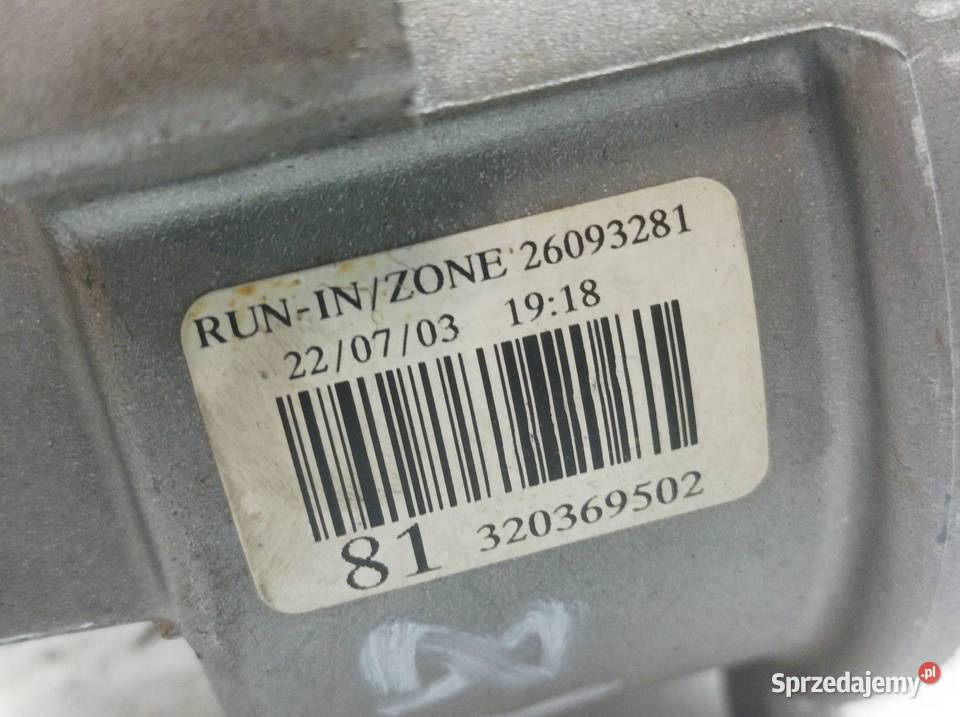 RUN-IN/ZONE 26093281
22/07/03 19:18
81 320369502
Sprzedajemy.pl